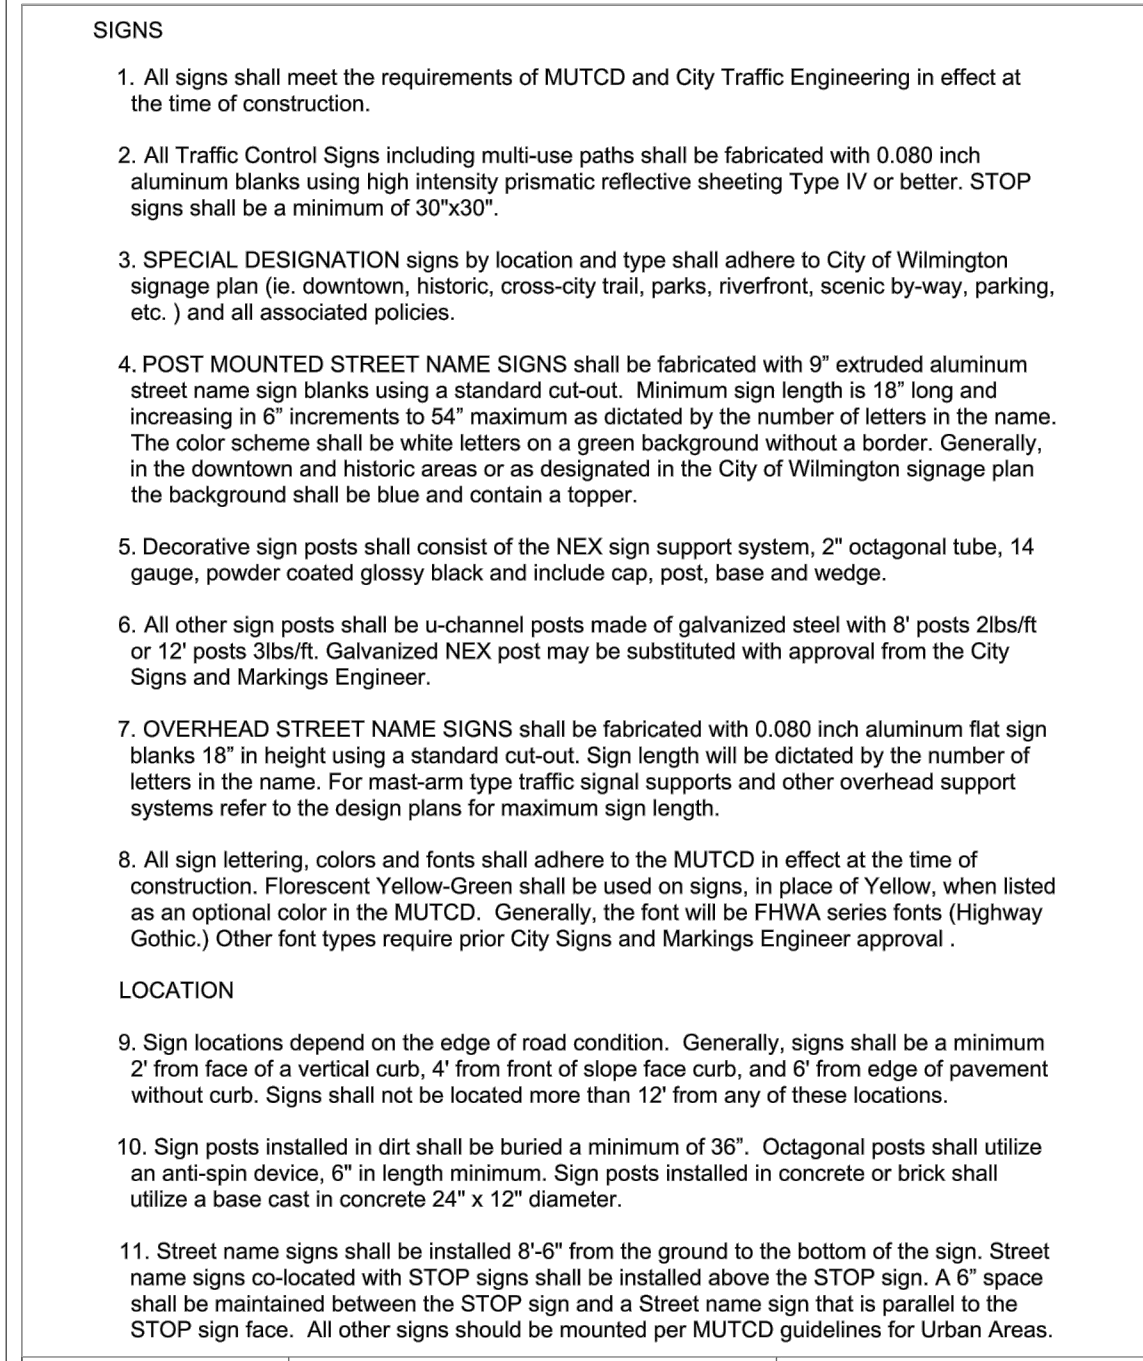 SIGNS
1. All signs shall meet the requirements of MUTCD and City Traffic Engineering in effect at
the time of construction.
2. All Traffic Control Signs including multi-use paths shall be fabricated with 0.080 inch
aluminum blanks using high intensity prismatic reflective sheeting Type IV or better. STOP
signs shall be a minimum of 30"x30".
3. SPECIAL DESIGNATION signs by location and type shall adhere to City of Wilmington
signage plan (ie. downtown, historic, cross-city trail, parks, riverfront, scenic by-way, parking,
etc. ) and all associated policies.
4. POST MOUNTED STREET NAME SIGNS shall be fabricated with 9” extruded aluminum
street name sign blanks using a standard cut-out.  Minimum sign length is 18” long and
increasing in 6” increments to 54” maximum as dictated by the number of letters in the name.
The color scheme shall be white letters on a green background without a border. Generally,
in the downtown and historic areas or as designated in the City of Wilmington signage plan
the background shall be blue and contain a topper.
5. Decorative sign posts shall consist of the NEX sign support system, 2" octagonal tube, 14
gauge, powder coated glossy black and include cap, post, base and wedge.
6. All other sign posts shall be u-channel posts made of galvanized steel with 8' posts 2lbs/ft
or 12' posts 3lbs/ft. Galvanized NEX post may be substituted with approval from the City
Signs and Markings Engineer.
7. OVERHEAD STREET NAME SIGNS shall be fabricated with 0.080 inch aluminum flat sign
blanks 18” in height using a standard cut-out. Sign length will be dictated by the number of
letters in the name. For mast-arm type traffic signal supports and other overhead support
systems refer to the design plans for maximum sign length.
8. All sign lettering, colors and fonts shall adhere to the MUTCD in effect at the time of
construction. Florescent Yellow-Green shall be used on signs, in place of Yellow, when listed
as an optional color in the MUTCD.  Generally, the font will be FHWA series fonts (Highway
Gothic.) Other font types require prior City Signs and Markings Engineer approval .
LOCATION
9. Sign locations depend on the edge of road condition.  Generally, signs shall be a minimum
2' from face of a vertical curb, 4' from front of slope face curb, and 6' from edge of pavement
without curb. Signs shall not be located more than 12' from any of these locations.
10. Sign posts installed in dirt shall be buried a minimum of 36”.  Octagonal posts shall utilize
an anti-spin device, 6" in length minimum. Sign posts installed in concrete or brick shall
utilize a base cast in concrete 24" x 12" diameter.
11. Street name signs shall be installed 8'-6" from the ground to the bottom of the sign. Street
name signs co-located with STOP signs shall be installed above the STOP sign. A 6” space
shall be maintained between the STOP sign and a Street name sign that is parallel to the
STOP sign face.  All other signs should be mounted per MUTCD guidelines for Urban Areas.